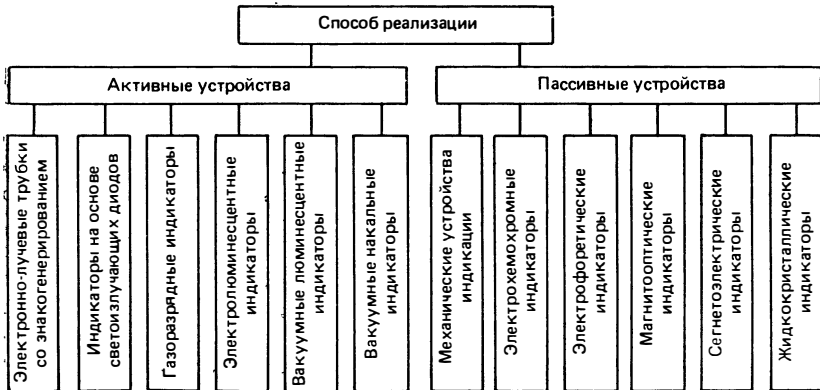 Способ реализации
Активные устройства
Пассивные устройства
Электронно-лучевые трубки
со знакогенерированием
Индикаторы на основе
светоизлучающих диодов
Газоразрядные индикаторы
Электролюминесцентные
индикаторы
Вакуумные люминесцентные
индикаторы
Вакуумные накальные
индикаторы
Механические устройства
индикации
Электрохемохромные
индикаторы
Электрофоретические
индикаторы
Магнитооптические
индикаторы
Сегнетоэлектрические
индикаторы
Жидкокристаллические
индикаторы